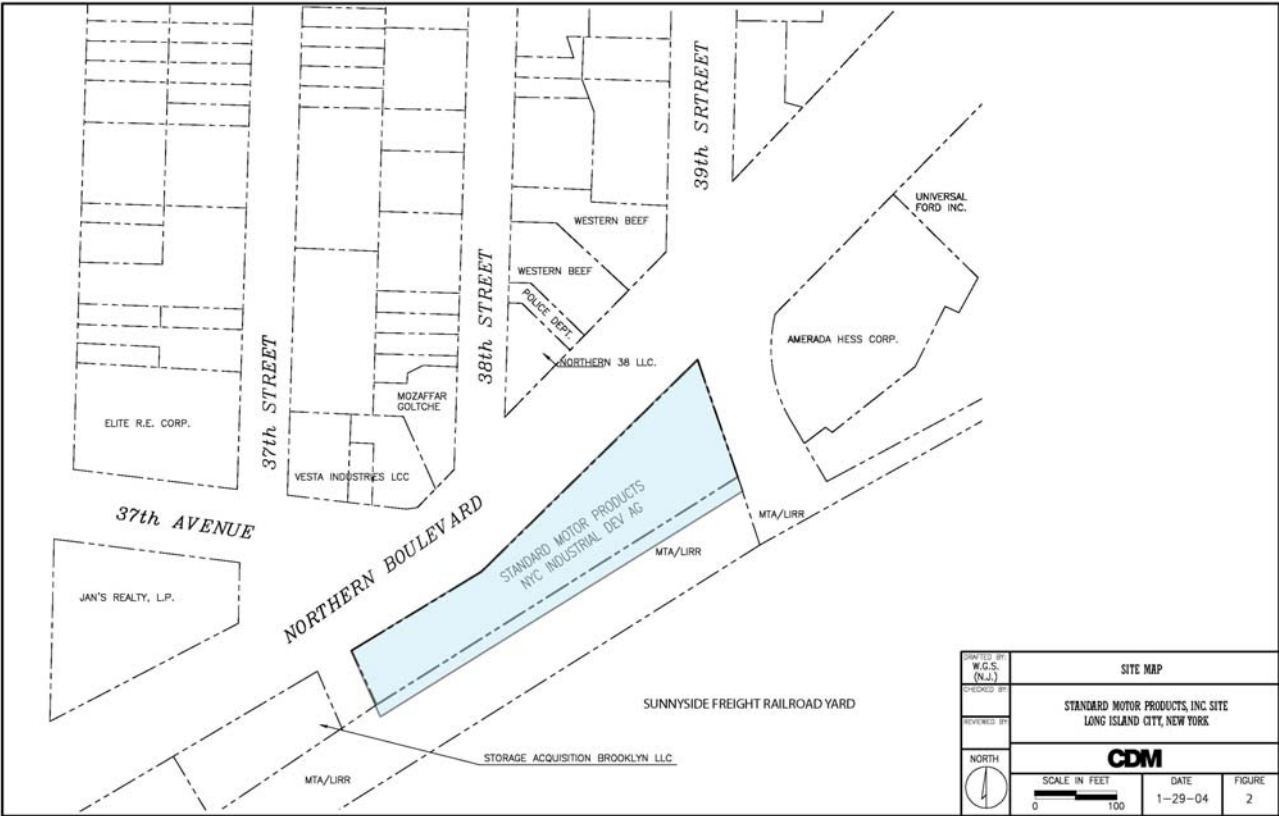 39th SRTREET
UNIVERSAL
FORD INC.
WESTERN BEEF
38th STREET
WESTERN BEEF
POLICE DEPT.
NORTHERN 38 LLC.
AMERADA HESS CORP.
37th STREET
MOZAFFAR
GOLTCHE
ELITE R.E. CORP.
VESTA INDUSTRIES LCC
37th AVENUE
NORTHERN BOULEVARD
STANDARD MOTOR PRODUCTS
NYC INDUSTRIAL DEV AG
MTA/LIRR
MTA/LIRR
JAN'S REALTY, L.P.
SUNNYSIDE FREIGHT RAILROAD YARD
STORAGE ACQUISITION BROOKLYN LLC
MTA/LIRR
DRAFTED BY:
W.G.S.
(N.J.)
CHECKED BY:
REVIEWED BY:
NORTH
SITE MAP
STANDARD MOTOR PRODUCTS, INC. SITE
LONG ISLAND CITY, NEW YORK
CDM
SCALE IN FEET
0 100
DATE
1-29-04
FIGURE
2